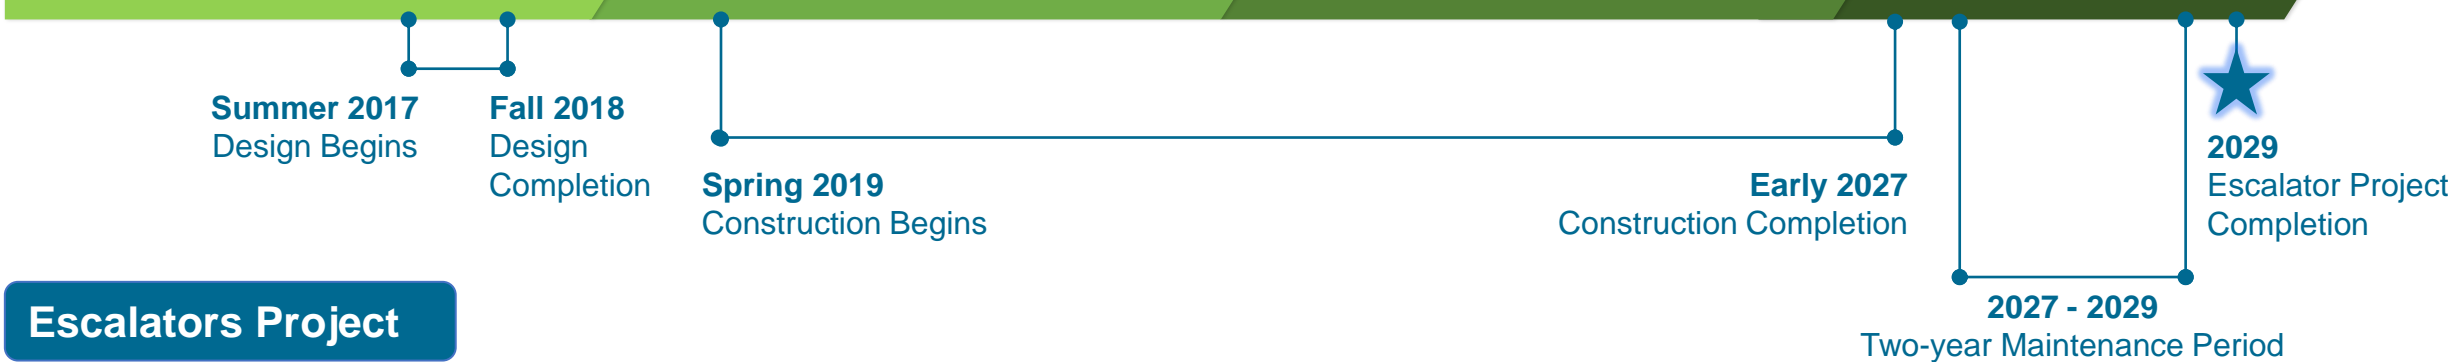 Summer 2017
Design Begins
Fall 2018
Design
Completion
Spring 2019
Construction Begins
Early 2027
Construction Completion
2027 - 2029
Two-year Maintenance Period
2029
Escalator Project
Completion
Escalators Project